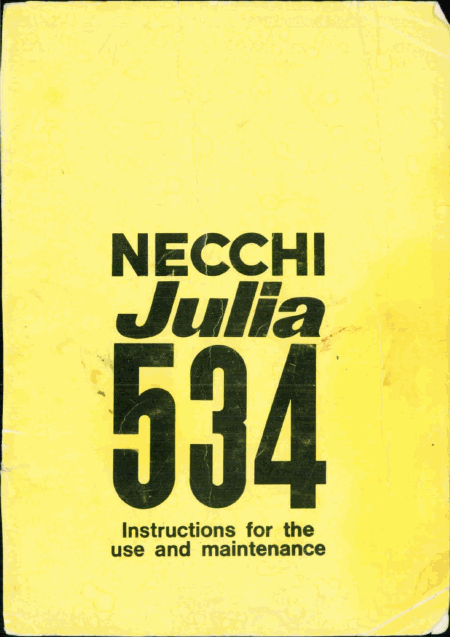 NECCHI
Julia
534
Instructions for the
use and maintenance